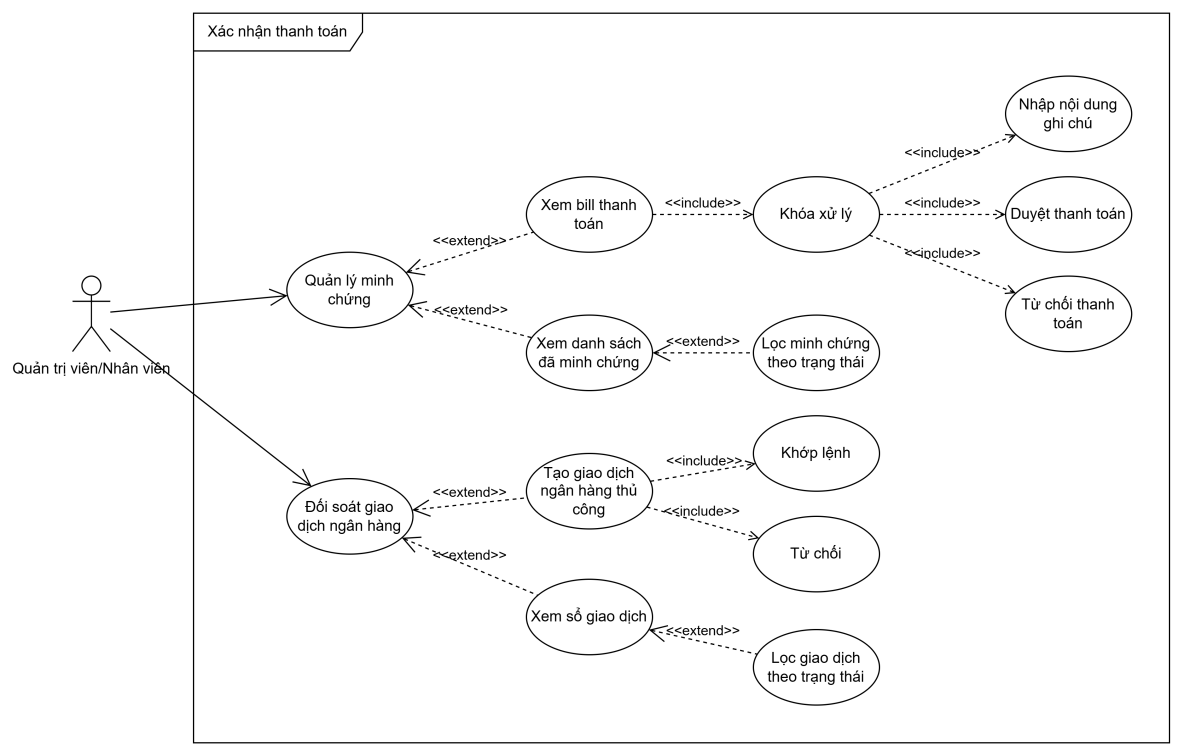 Xác nhận thanh toán
Nhập nội dung
ghi chú
<<include>>
Xem bill thanh
toán
<<include>>
Khóa xử lý
<<include>>
Duyệt thanh toán
<<extend>>
<<include>>
Quản lý minh
chứng
Từ chối thanh
toán
<<extend>>
Xem danh sách
đã minh chứng
<<extend>>
Lọc minh chứng
theo trạng thái
Quản trị viên/Nhân viên
Khớp lệnh
<<include>>
Tạo giao dịch
ngân hàng thủ
công
<<extend>>
<<include>>
Đối soát giao
dịch ngân hàng
Từ chối
<<extend>>
Xem sổ giao dịch
<<extend>>
Lọc giao dịch
theo trạng thái